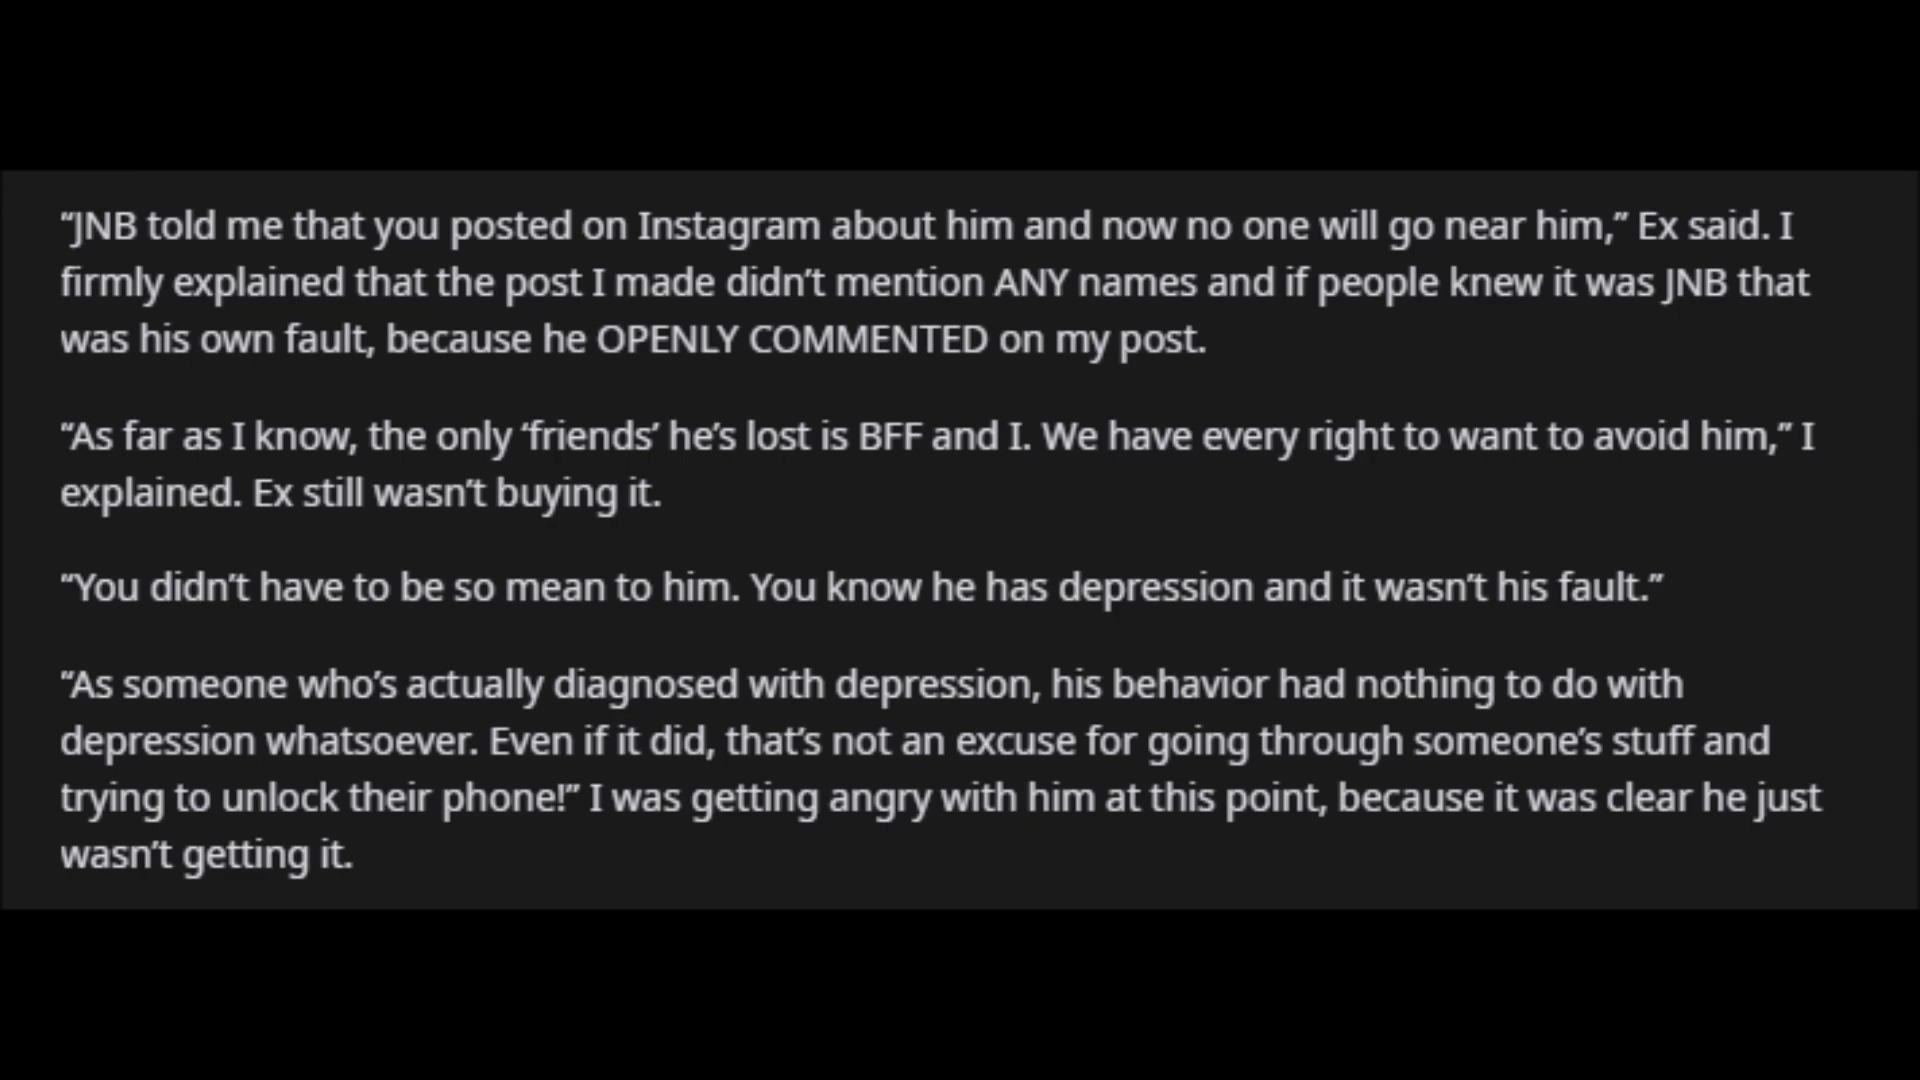 “JNB told me that you posted on Instagram about him and now no one will go near him,” Ex said. I
firmly explained that the post I made didn’t mention ANY names and if people knew it was JNB that
was his own fault, because he OPENLY COMMENTED on my post.
“As far as I know, the only ‘friends’ he’s lost is BFF and I. We have every right to want to avoid him,” I
explained. Ex still wasn’t buying it.
“You didn’t have to be so mean to him. You know he has depression and it wasn’t his fault.”
“As someone who’s actually diagnosed with depression, his behavior had nothing to do with
depression whatsoever. Even if it did, that’s not an excuse for going through someone’s stuff and
trying to unlock their phone!” I was getting angry with him at this point, because it was clear he just
wasn’t getting it.